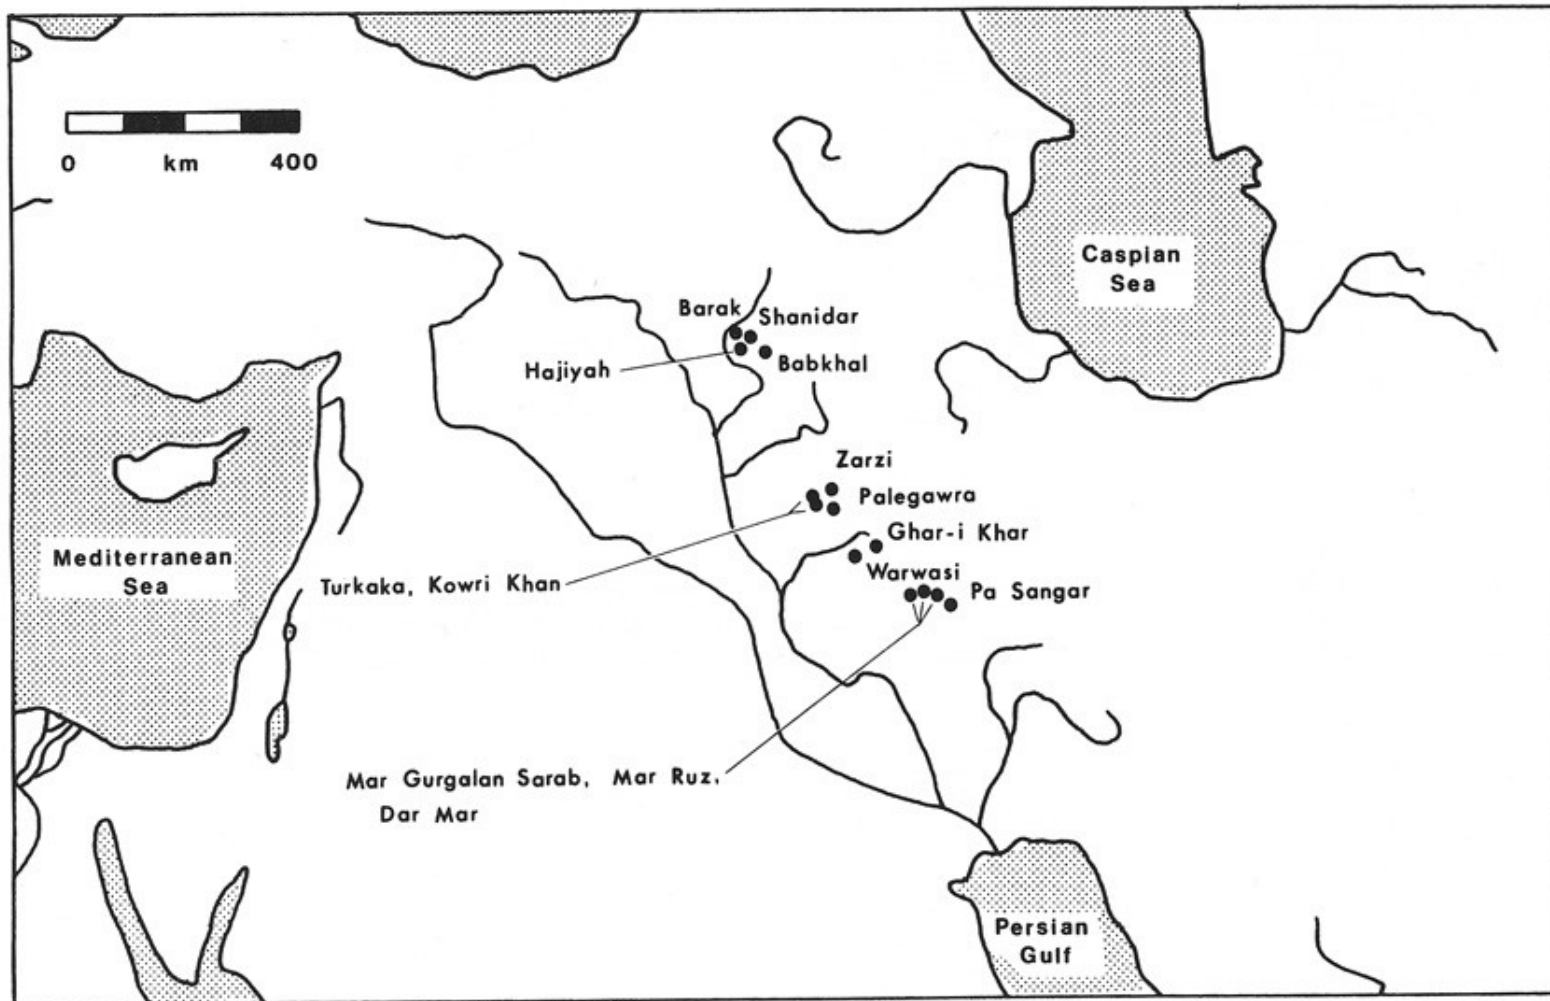 0 km 400
Caspian
Sea
Barak
Shanidar
Hajiyah
Babkhal
Zarzi
Palegawra
Ghar-i Khar
Mediterranean
Sea
Turkaka, Kowri Khan
Warwasi
Pa Sangar
Mar Gurgalan Sarab, Mar Ruz,
Dar Mar
Persian
Gulf